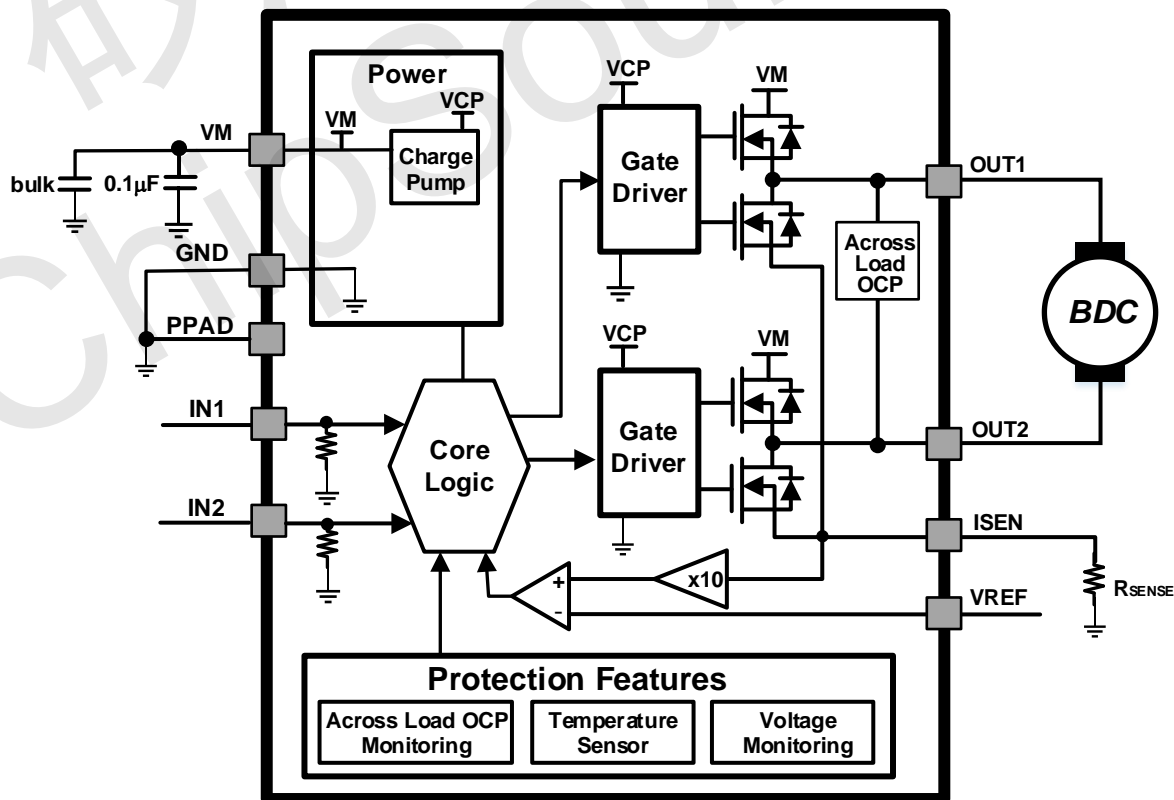 Power
VCP
VM
Charge
Pump
VM
bulk
0.1μF
GND
PPAD
IN1
IN2
Core
Logic
VCP
VM
Gate
Driver
OUT1
Across
Load
OCP
BDC
VCP
VM
Gate
Driver
OUT2
ISEN
x10
+
-
VREF
RSENSE
Protection Features
Across Load OCP
Monitoring
Temperature
Sensor
Voltage
Monitoring